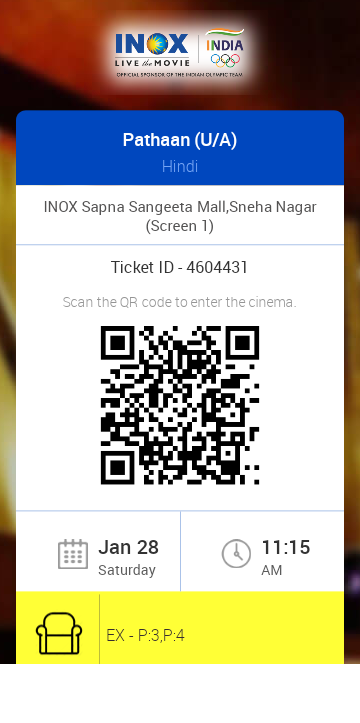 INOX
LIVE the MOVIE
INDIA
OFFICIAL SPONSOR OF THE INDIAN OLYMPIC TEAM.
Pathaan (U/A)
Hindi
INOX Sapna Sangeeta Mall,Sneha Nagar
(Screen 1)
Ticket ID - 4604431
Scan the QR code to enter the cinema.
Jan 28
Saturday
11:15
AM
EX - P:3,P:4